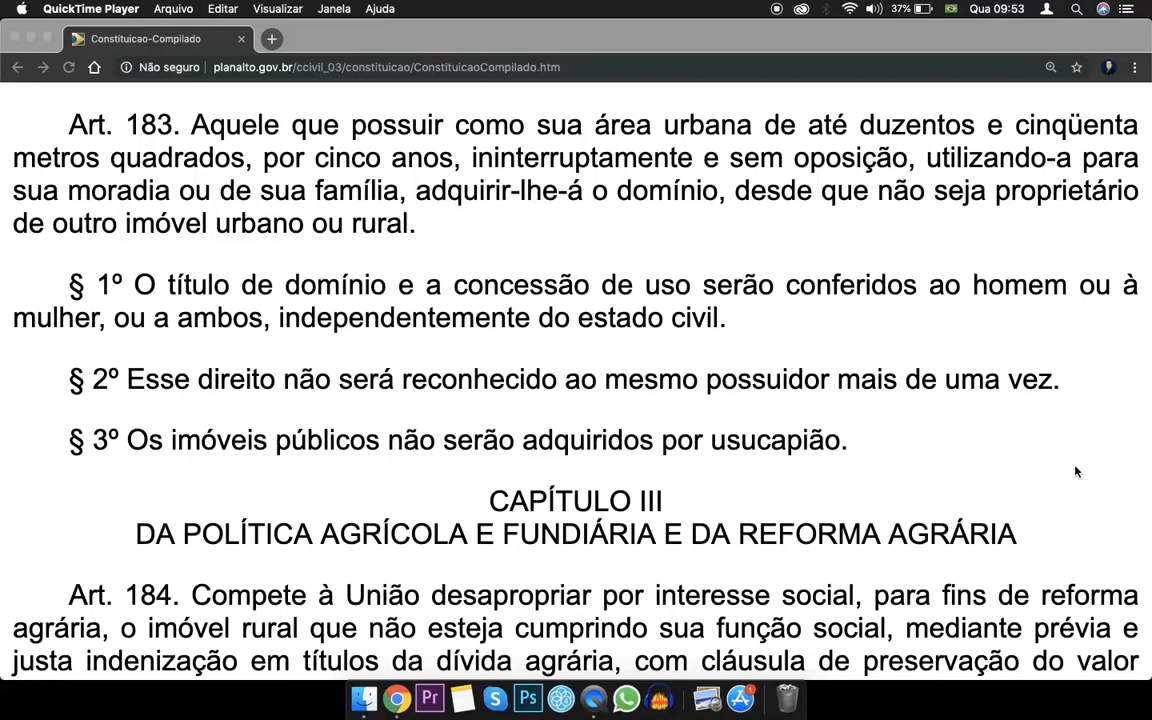 QuickTime Player Arquivo Editar Visualizar Janela Ajuda 37% Qua 09:53
Constituicao-Compilado
Não seguro planalto.gov.br/ccivil_03/constituicao/ConstituicaoCompilado.htm
Art. 183. Aquele que possuir como sua área urbana de até duzentos e cinqüenta
metros quadrados, por cinco anos, ininterruptamente e sem oposição, utilizando-a para
sua moradia ou de sua família, adquirir-lhe-á o domínio, desde que não seja proprietário
de outro imóvel urbano ou rural.
§ 1º O título de domínio e a concessão de uso serão conferidos ao homem ou à
mulher, ou a ambos, independentemente do estado civil.
§ 2º Esse direito não será reconhecido ao mesmo possuidor mais de uma vez.
§ 3º Os imóveis públicos não serão adquiridos por usucapião.
CAPÍTULO III
DA POLÍTICA AGRÍCOLA E FUNDIÁRIA E DA REFORMA AGRÁRIA
Art. 184. Compete à União desapropriar por interesse social, para fins de reforma
agrária, o imóvel rural que não esteja cumprindo sua função social, mediante prévia e
justa indenização em títulos da dívida agrária, com cláusula de preservação do valor
Pr Ps 1